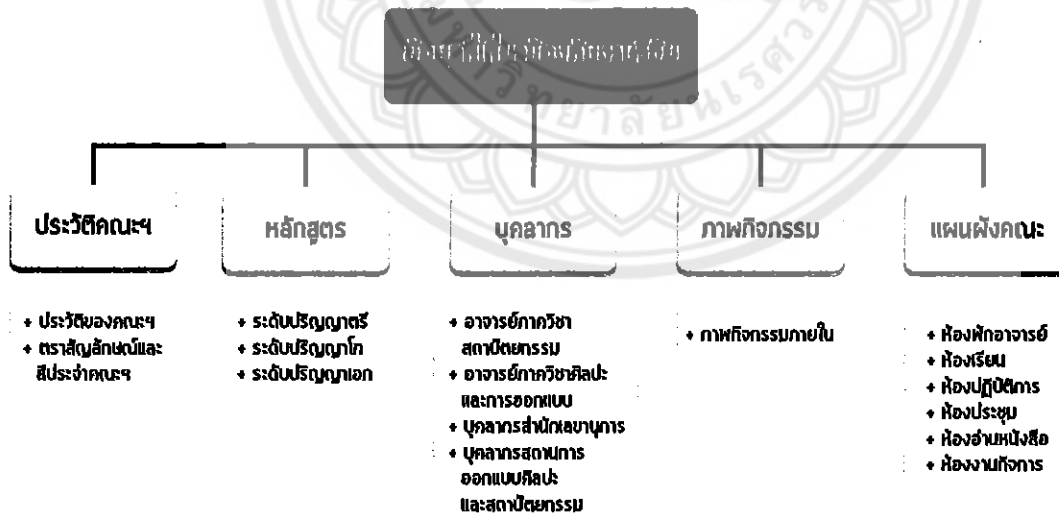 มหาวิทยาลัยนเรศวร
ประวัติคณะฯ
+ ประวัติของคณะฯ
+ ตราสัญลักษณ์และ
สีประจำคณะฯ
หลักสูตร
+ ระดับปริญญาตรี
+ ระดับปริญญาโท
+ ระดับปริญญาเอก
บุคลากร
+ อาจารย์ภาควิชา
สถาปัตยกรรม
+ อาจารย์ภาควิชาศิลปะ
และการออกแบบ
+ บุคลากรสำนักเลขานุการ
+ บุคลากรสถานการ
ออกแบบศิลปะ
และสถาปัตยกรรม
ภาพกิจกรรม
+ ภาพกิจกรรมภายใน
แผนผังคณะ
+ ห้องพักอาจารย์
+ ห้องเรียน
+ ห้องปฏิบัติการ
+ ห้องประชุม
+ ห้องอ่านหนังสือ
+ ห้องงานกิจการ